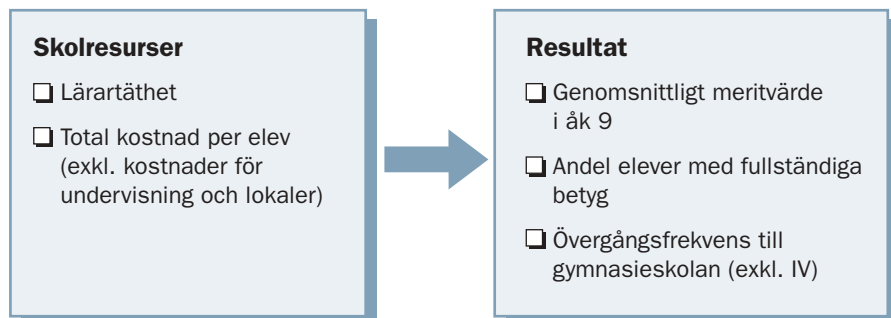 Skolresurser
Lärartäthet
Total kostnad per elev
(exkl. kostnader för
undervisning och lokaler)
Resultat
Genomsnittligt meritvärde
i åk 9
Andel elever med fullständiga
betyg
Övergångsfrekvens till
gymnasieskolan (exkl. IV)